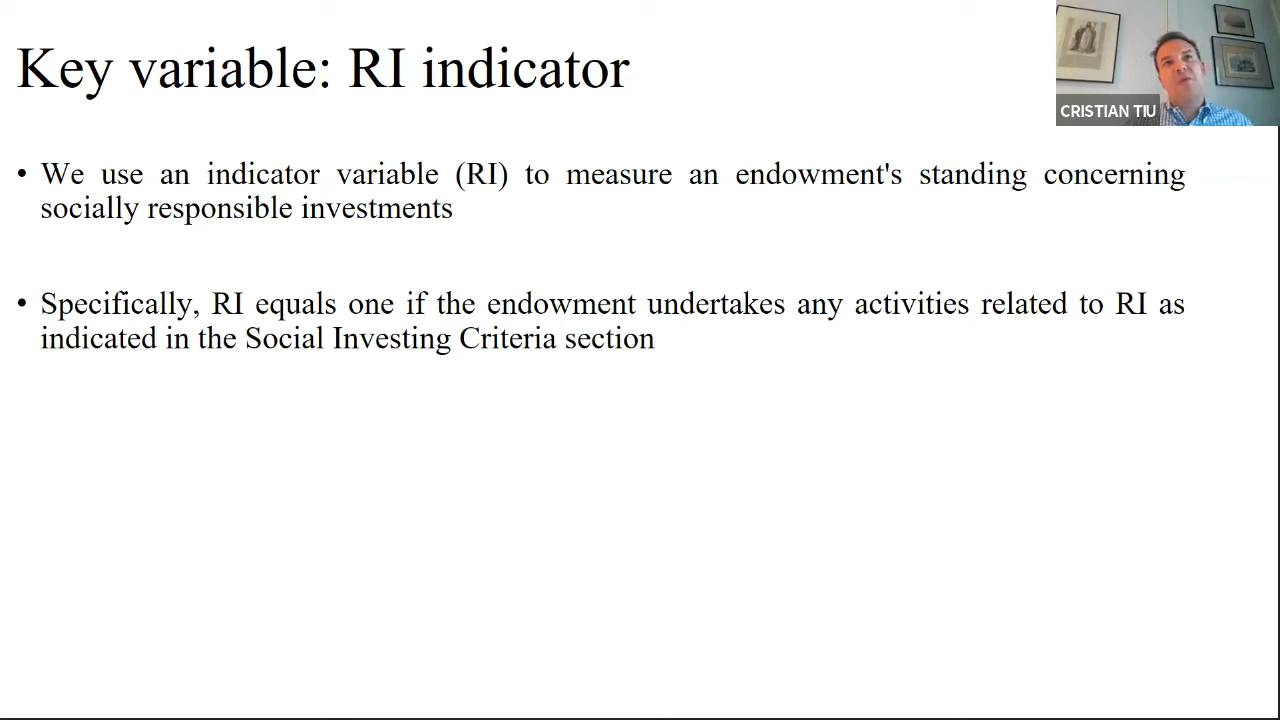 Key variable: RI indicator
CRISTIAN TIU
• We use an indicator variable (RI) to measure an endowment's standing concerning
socially responsible investments
• Specifically, RI equals one if the endowment undertakes any activities related to RI as
indicated in the Social Investing Criteria section